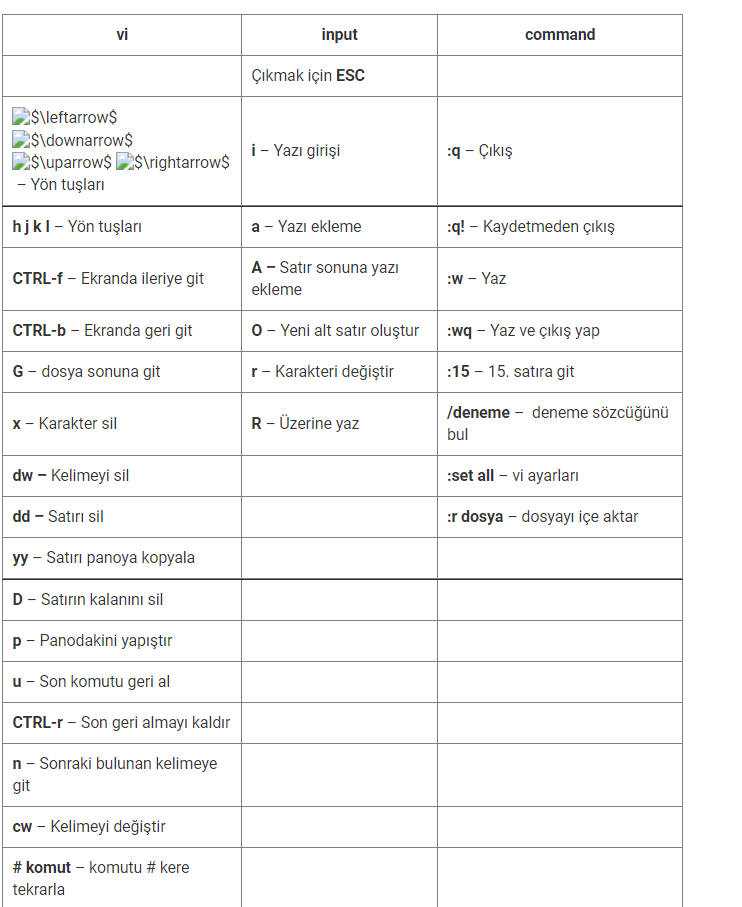 vi input command
Çıkmak için ESC
$\leftarrow$
$\downarrow$
$\uparrow$ $\rightarrow$
– Yön tuşları
i – Yazı girişi
:q – Çıkış
h j k l – Yön tuşları
a – Yazı ekleme
:q! – Kaydetmeden çıkış
CTRL-f – Ekranda ileriye git
A – Satır sonuna yazı
ekleme
:w – Yaz
CTRL-b – Ekranda geri git
O – Yeni alt satır oluştur
:wq – Yaz ve çıkış yap
G – dosya sonuna git
r – Karakteri değiştir
:15 – 15. satıra git
x – Karakter sil
R – Üzerine yaz
/deneme – deneme sözcüğünü
bul
dw – Kelimeyi sil
:set all – vi ayarları
dd – Satırı sil
:r dosya – dosyayı içe aktar
yy – Satırı panoya kopyala
D – Satırın kalanını sil
p – Panodakini yapıştır
u – Son komutu geri al
CTRL-r – Son geri almayı kaldır
n – Sonraki bulunan kelimeye
git
cw – Kelimeyi değiştir
# komut – komutu # kere
tekrarla